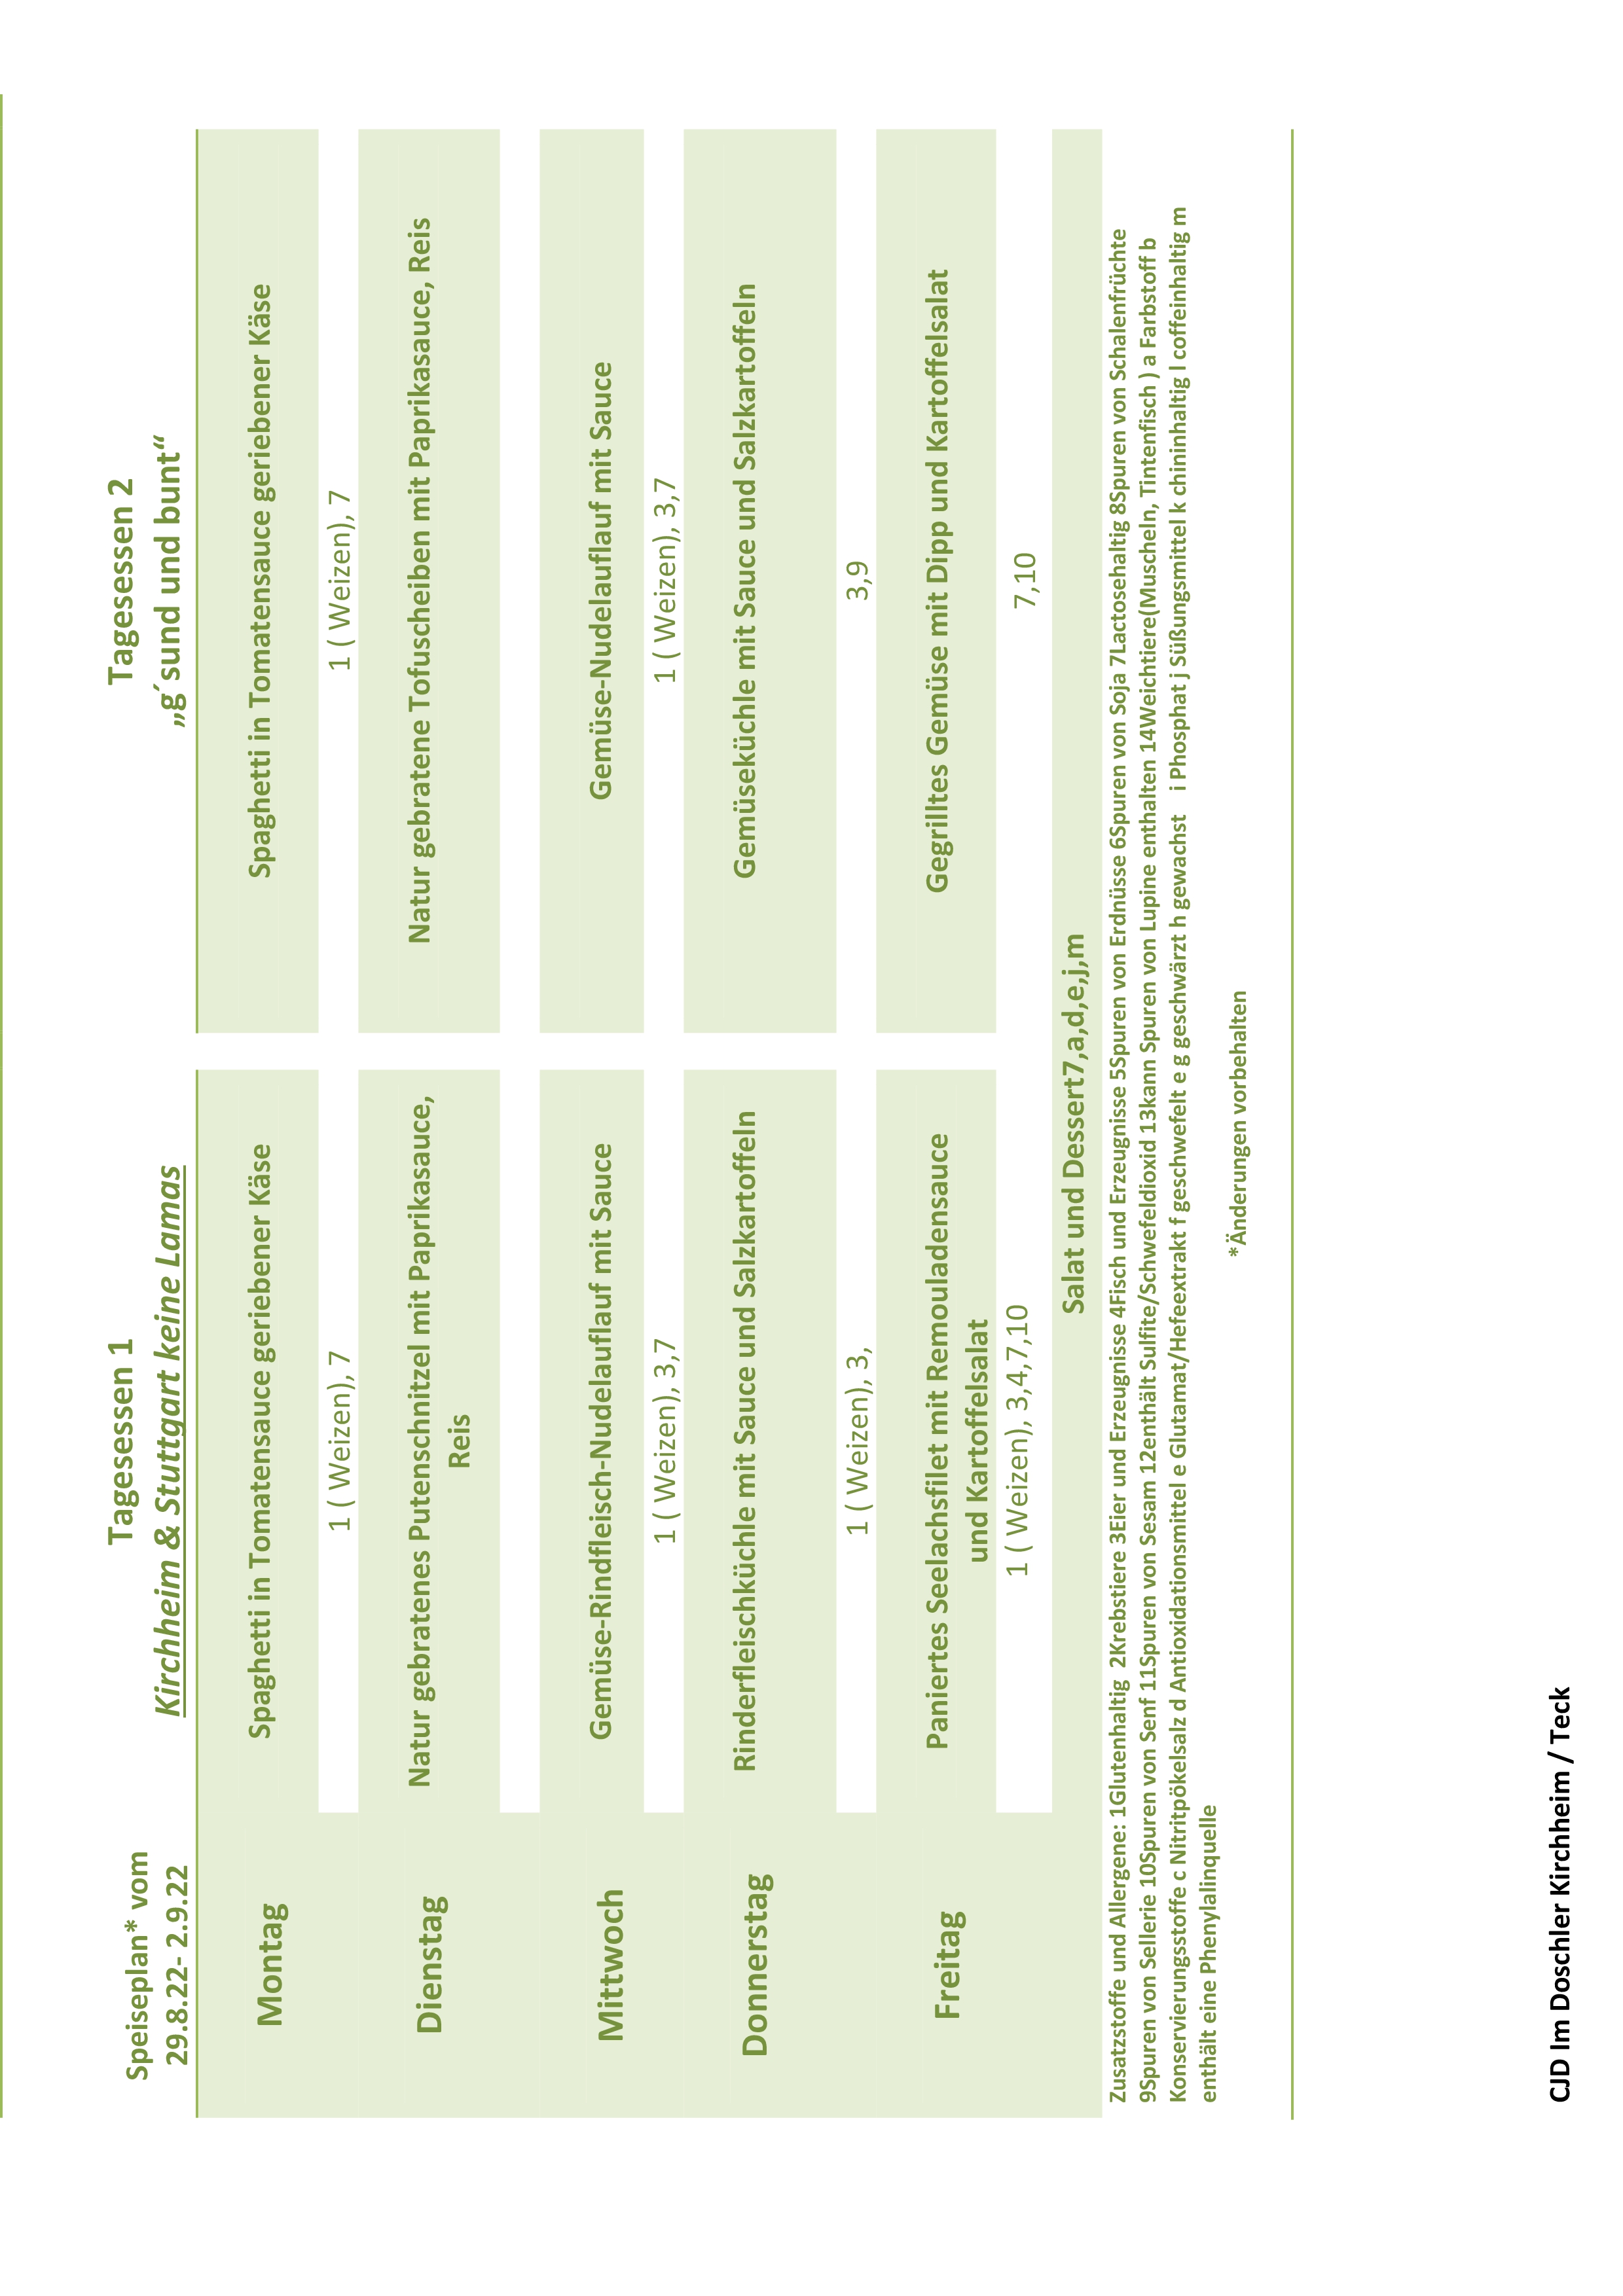 Speiseplan* vom
29.8.22- 2.9.22
Tagesessen 1
Kirchheim & Stuttgart keine Lamas
Tagesessen 2
„g´sund und bunt“
Montag
Spaghetti in Tomatensauce geriebener Käse
Spaghetti in Tomatensauce geriebener Käse
1 ( Weizen), 7
1 ( Weizen), 7
Dienstag
Natur gebratenes Putenschnitzel mit Paprikasauce,
Reis
Natur gebratene Tofuscheiben mit Paprikasauce, Reis
Mittwoch
Gemüse-Rindfleisch-Nudelauflauf mit Sauce
Gemüse-Nudelauflauf mit Sauce
1 ( Weizen), 3,7
1 ( Weizen), 3,7
Donnerstag
Rinderfleischküchle mit Sauce und Salzkartoffeln
Gemüseküchle mit Sauce und Salzkartoffeln
1 ( Weizen), 3,
3,9
Freitag
Paniertes Seelachsfilet mit Remouladensauce
und Kartoffelsalat
Gegrilltes Gemüse mit Dipp und Kartoffelsalat
1 ( Weizen), 3,4,7,10
7,10
Salat und Dessert7,a,d,e,j,m
Zusatzstoffe und Allergene: 1Glutenhaltig  2Krebstiere 3Eier und Erzeugnisse 4Fisch und Erzeugnisse 5Spuren von Erdnüsse 6Spuren von Soja 7Lactosehaltig 8Spuren von Schalenfrüchte
9Spuren von Sellerie 10Spuren von Senf 11Spuren von Sesam 12enthält Sulfite/Schwefeldioxid 13kann Spuren von Lupine enthalten 14Weichtiere(Muscheln, Tintenfisch ) a Farbstoff b
Konservierungsstoffe c Nitritpökelsalz d Antioxidationsmittel e Glutamat/Hefeextrakt f geschwefelt e g geschwärzt h gewachst    i Phosphat j Süßungsmittel k chininhaltig l coffeinhaltig m
enthält eine Phenylalinquelle
*Änderungen vorbehalten
CJD Im Doschler Kirchheim / Teck